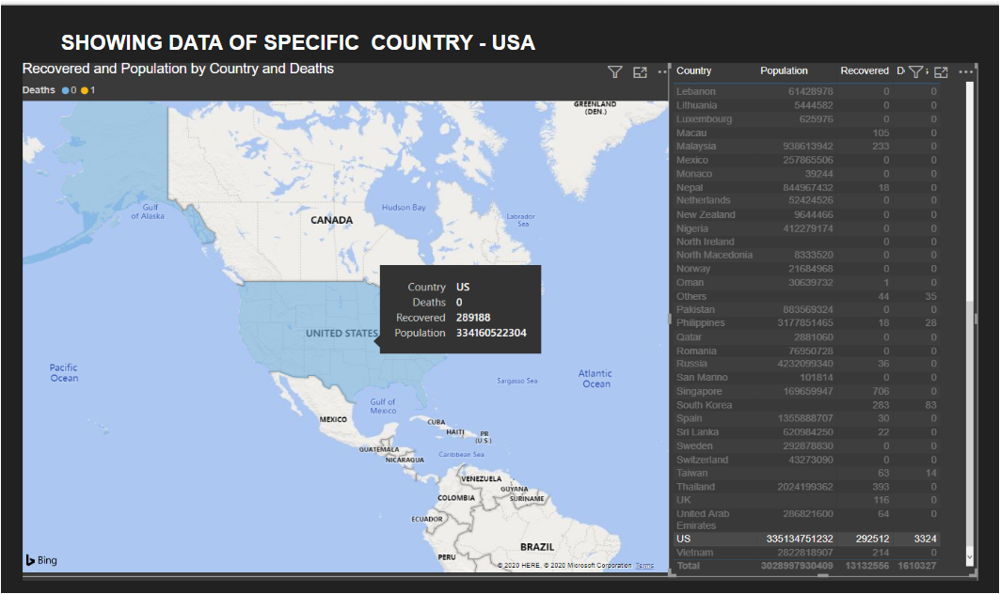 SHOWING DATA OF SPECIFIC COUNTRY - USA
Recovered and Population by Country and Deaths
Deaths 0 1
GREENLAND
(DEN.)
Gulf
of Alaska
Hudson Bay
Labrador
Sea
CANADA
Country US
Deaths 0
Recovered 289188
Population 334160522304
UNITED STATES
Pacific
Ocean
Atlantic
Ocean
Sargasso Sea
Gulf of
Mexico
MEXICO
CUBA
HAITI
PR
(U.S.)
GUATEMALA
Caribbean Sea
NICARAGUA
VENEZUELA
GUYANA
COLOMBIA
SURINAME
ECUADOR
BRAZIL
PERU
Bing
© 2020 HERE, © 2020 Microsoft Corporation Terms
Country Population Recovered D
Lebanon 61428978 0 0
Lithuania 5444582 0 0
Luxembourg 625976 0 0
Macau 105 0
Malaysia 938613942 233 0
Mexico 257865506 0 0
Monaco 39244 0 0
Nepal 844967432 18 0
Netherlands 52424526 0 0
New Zealand 9644466 0 0
Nigeria 412279174 0 0
North Ireland 0 0
North Macedonia 8333520 0 0
Norway 21684968 0 0
Oman 30639732 1 0
Others 44 35
Pakistan 883569324 0 0
Philippines 3177851465 18 28
Qatar 2881060 0 0
Romania 76950728 0 0
Russia 4232099340 36 0
San Marino 101814 0 0
Singapore 169659947 706 0
South Korea 283 83
Spain 1355888707 30 0
Sri Lanka 620984250 22 0
Sweden 292878830 0 0
Switzerland 43273090 0 0
Taiwan 63 14
Thailand 2024199362 393 0
UK 116 0
United Arab 286821600 64 0
Emirates
US 335134751232 292512 3324
Vietnam 2822818907 214 0
Total 3028997930409 13132556 1610327